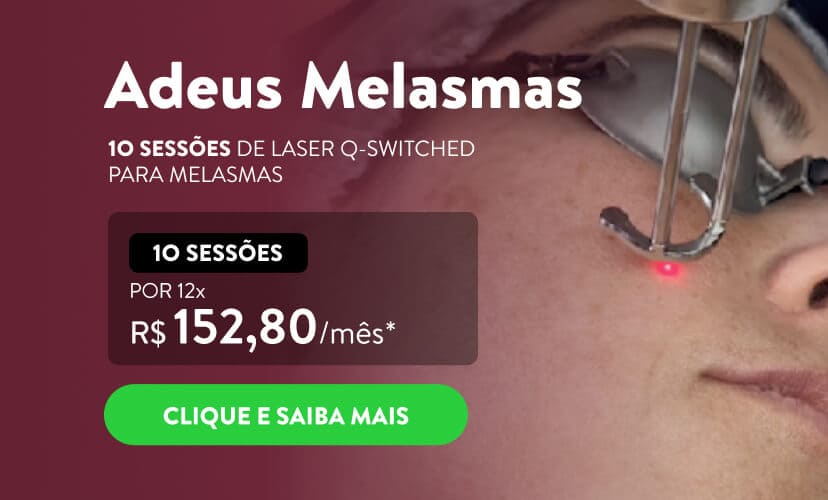 Adeus Melasmas
10 SESSÕES DE LASER Q-SWITCHED
PARA MELASMAS
10 SESSÕES
POR 12x
R$ 152,80/mês*
CLIQUE E SAIBA MAIS